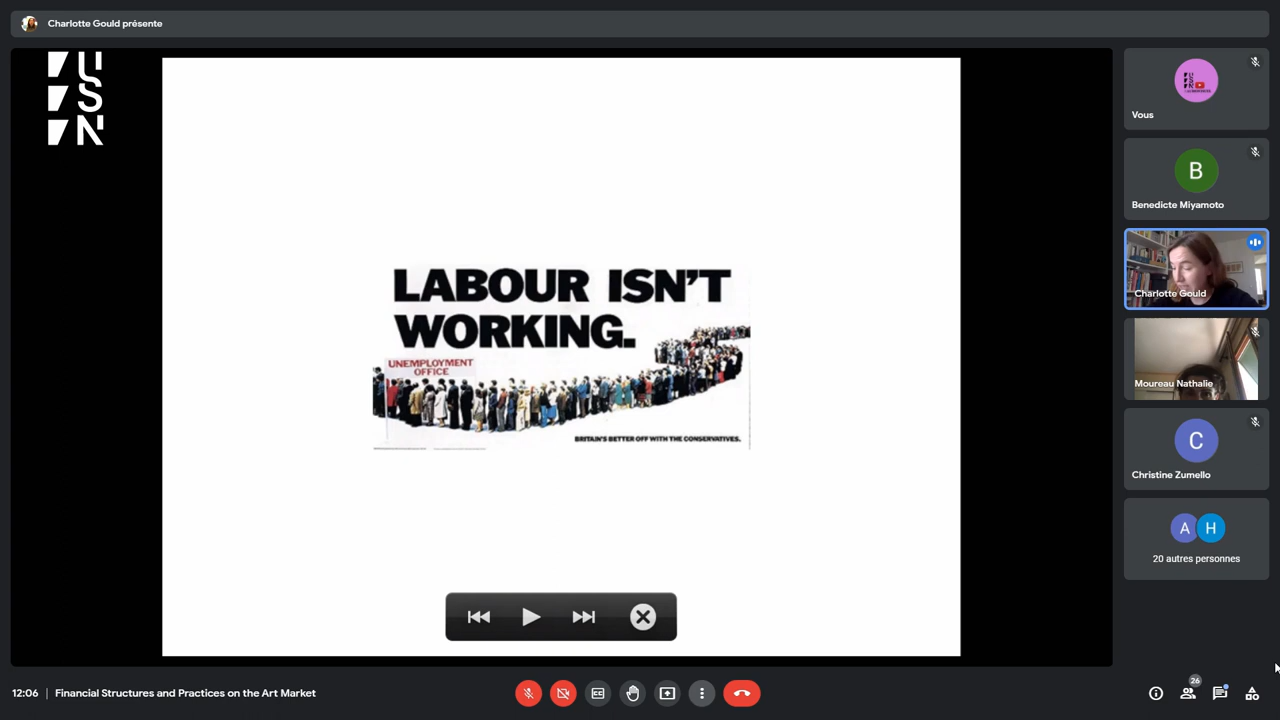 Charlotte Gould présente
USN
LABOUR ISN'T
WORKING.
UNEMPLOYMENT
OFFICE
BRITAIN'S BETTER OFF WITH THE CONSERVATIVES.
Vous
B
Benedicte Miyamoto
Charlotte Gould
Moureau Nathalie
C
Christine Zumello
A H
20 autres personnes
12:06 | Financial Structures and Practices on the Art Market
26